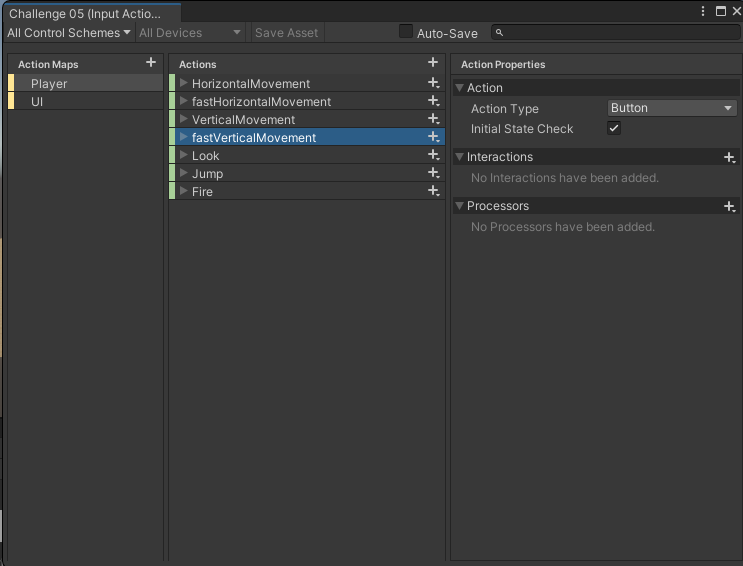 Challenge 05 (Input Actio...
All Control Schemes All Devices Save Asset Auto-Save
Action Maps
Player
UI
Actions
HorizontalMovement
fastHorizontalMovement
VerticalMovement
fastVerticalMovement
Look
Jump
Fire
Action Properties
Action
Action Type Button
Initial State Check
Interactions
No Interactions have been added.
Processors
No Processors have been added.